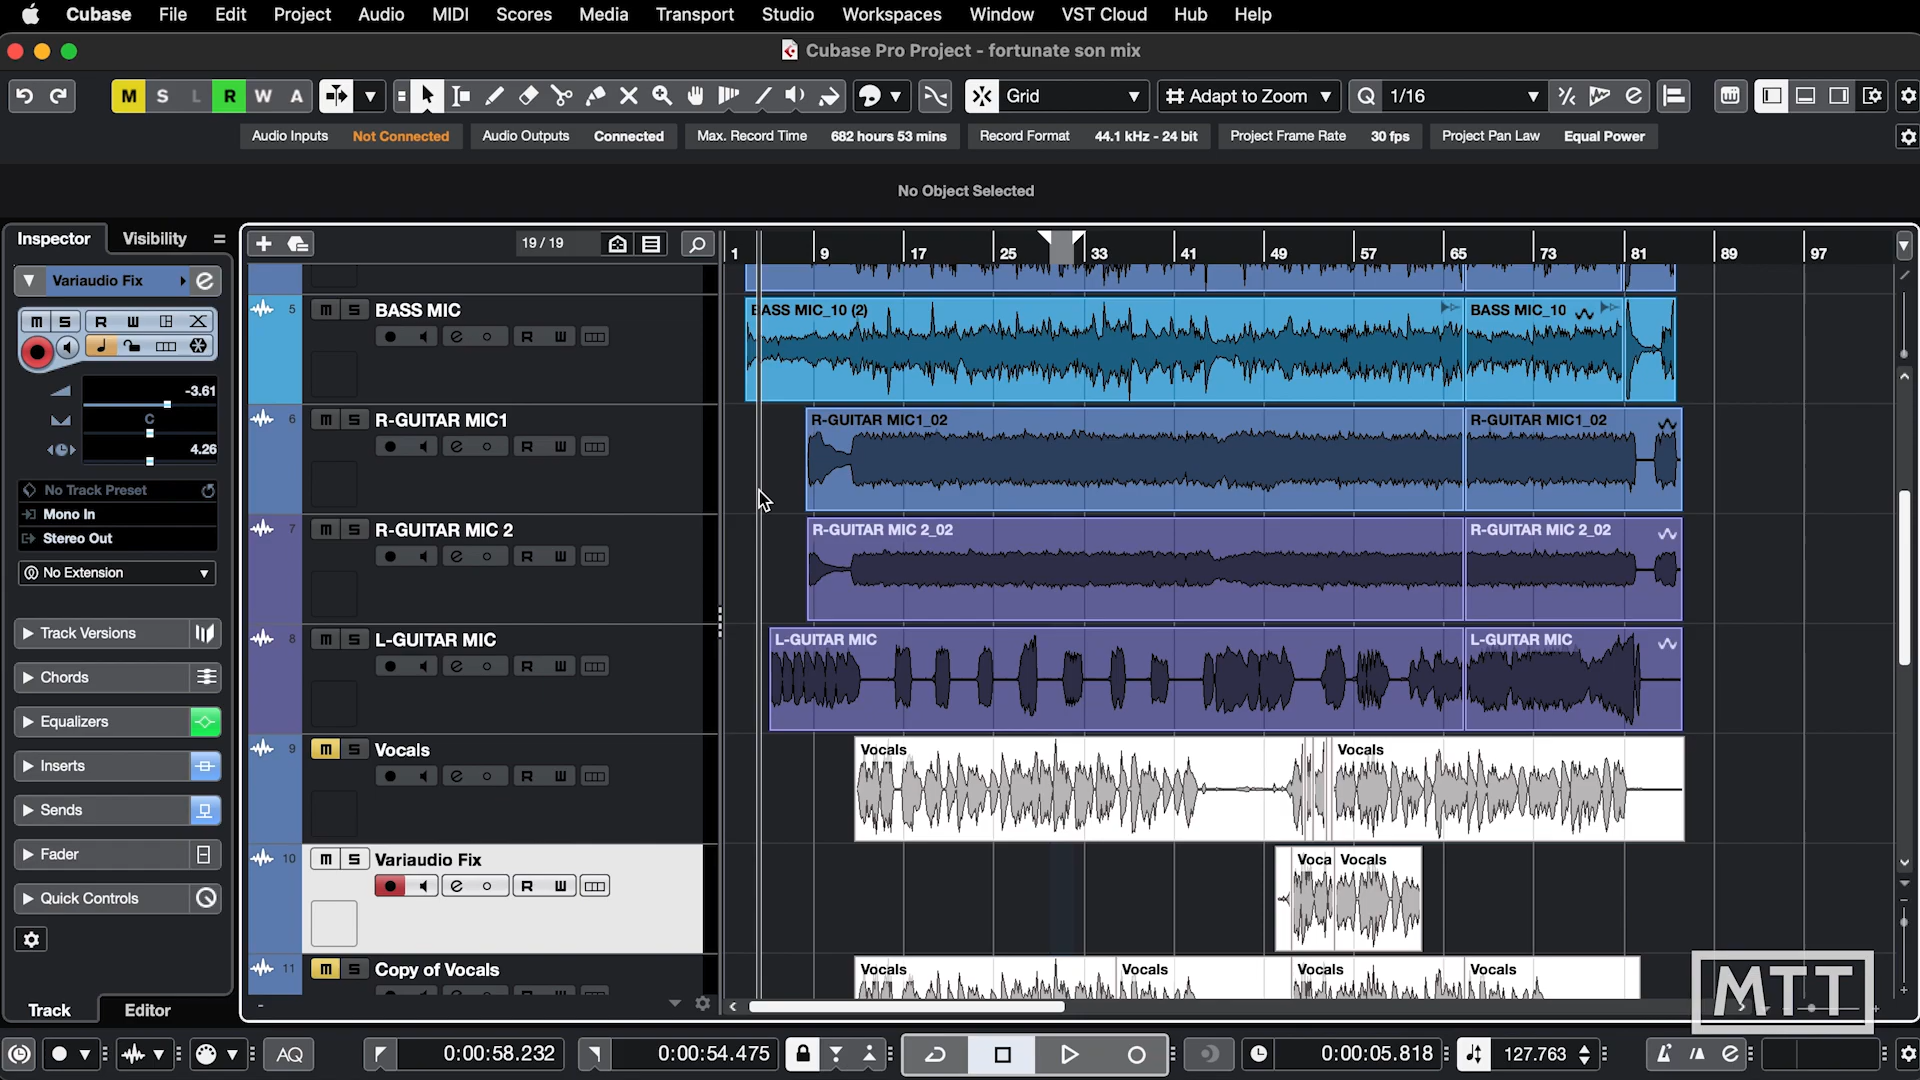 Cubase File Edit Project Audio MIDI Scores Media Transport Studio Workspaces Window VST Cloud Hub Help
Cubase Pro Project - fortunate son mix
M S L R W A Grid Adapt to Zoom Q 1/16
Audio Inputs Not Connected Audio Outputs Connected Max. Record Time 682 hours 53 mins Record Format 44.1 kHz - 24 bit Project Frame Rate 30 fps Project Pan Law Equal Power
No Object Selected
Inspector Visibility
19 / 19
1 9 17 25 33 41 49 57 65 73 81 89 97
Variaudio Fix
-3.61
C
4.26
No Track Preset
Mono In
Stereo Out
No Extension
Track Versions
Chords
Equalizers
Inserts
Sends
Fader
Quick Controls
Track Editor
5 m S BASS MIC
R
BASS MIC_10 (2) BASS MIC_10
6 m S R-GUITAR MIC1
R
R-GUITAR MIC1_02 R-GUITAR MIC1_02
7 m S R-GUITAR MIC 2
R
R-GUITAR MIC 2_02 R-GUITAR MIC 2_02
8 m S L-GUITAR MIC
R
L-GUITAR MIC L-GUITAR MIC
9 m S Vocals
R
Vocals Vocals
10 m S Variaudio Fix
R
Voca Vocals
11 m S Copy of Vocals
Vocals Vocals Vocals Vocals
MTT
AQ 0:00:58.232 0:00:54.475 0:00:05.818 127.763